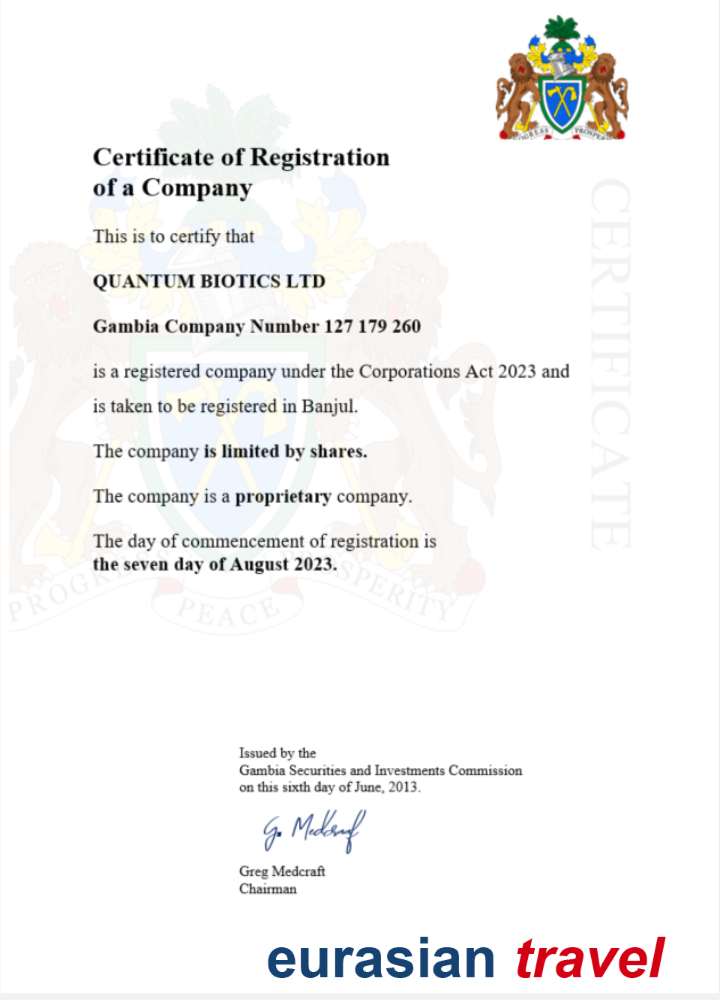 Certificate of Registration
of a Company
This is to certify that
QUANTUM BIOTICS LTD
Gambia Company Number 127 179 260
is a registered company under the Corporations Act 2023 and
is taken to be registered in Banjul.
The company is limited by shares.
The company is a proprietary company.
The day of commencement of registration is
the seven day of August 2023.
CERTIFICATE
PROGRESS PEACE PROSPERITY
Issued by the
Gambia Securities and Investments Commission
on this sixth day of June, 2013.
G. Medcraft
Greg Medcraft
Chairman
eurasian travel